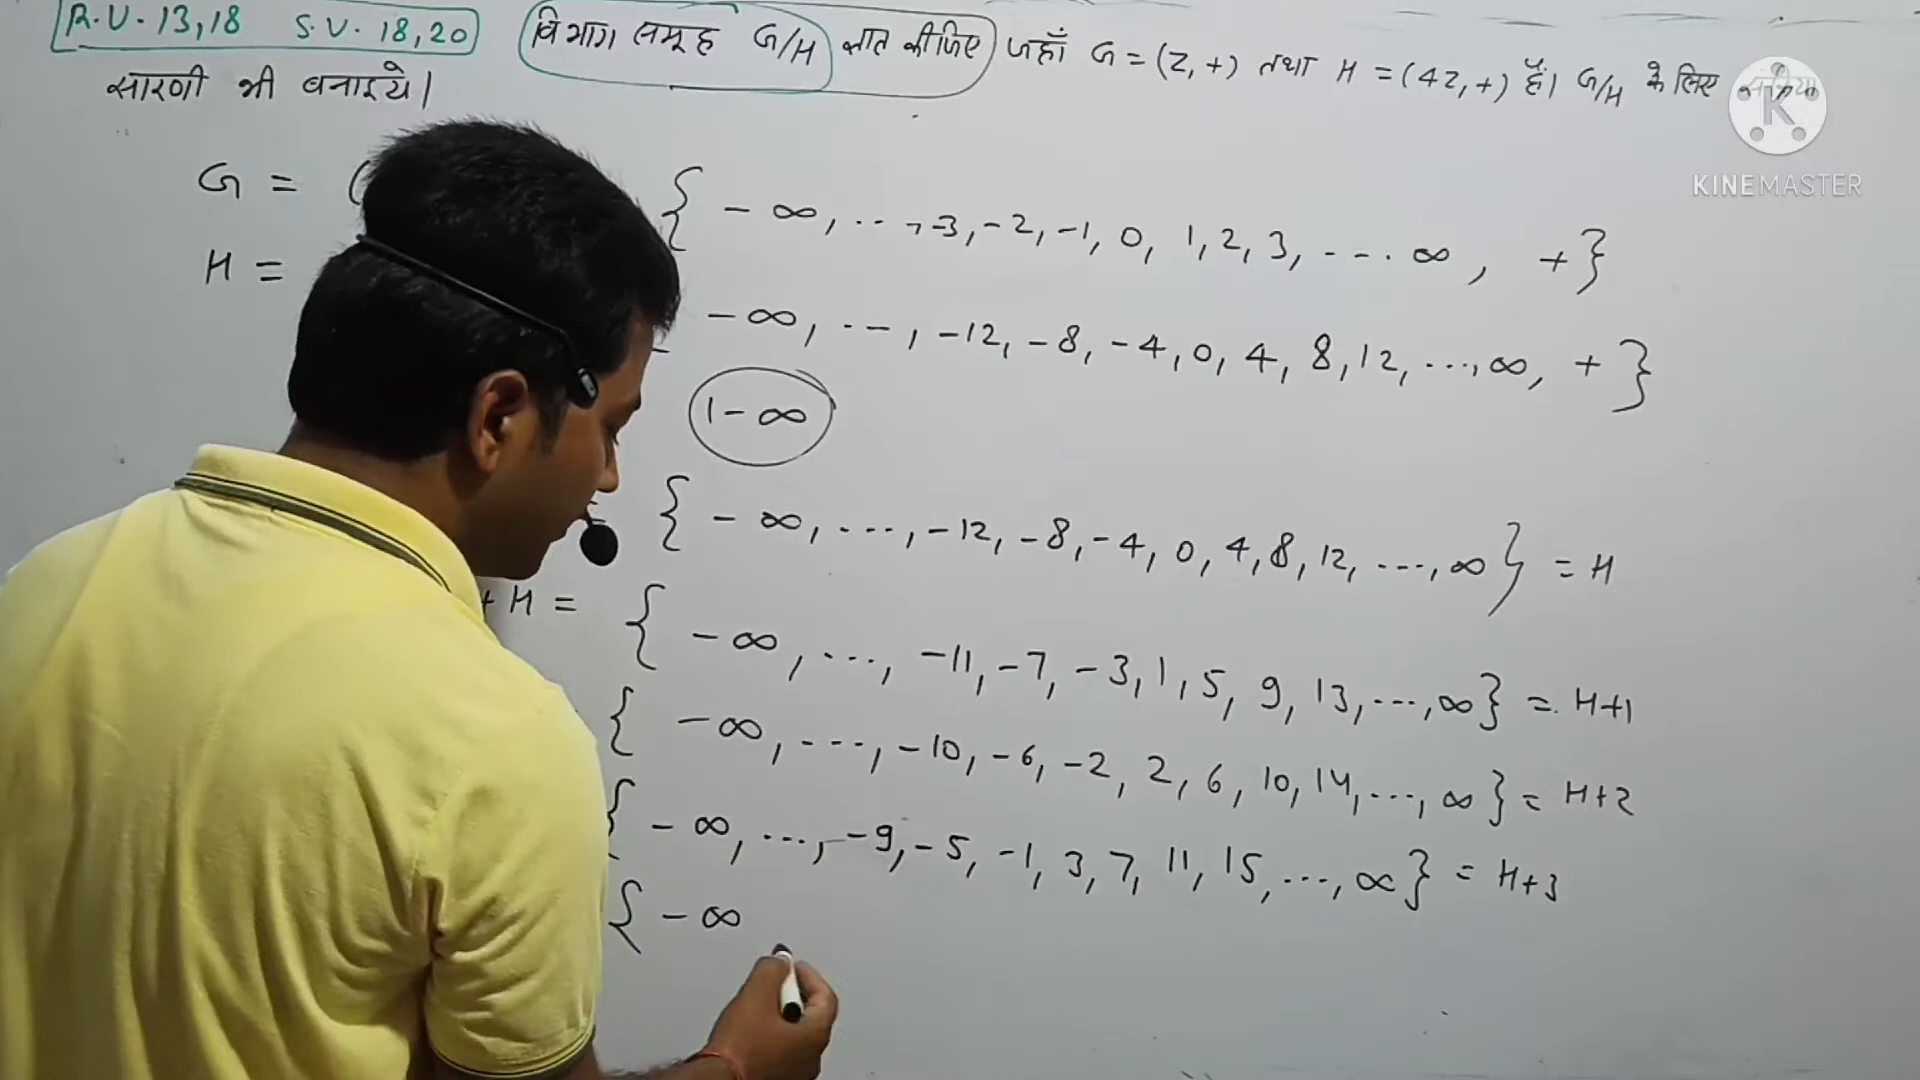 R.U. 13,18 S.U. 18,20 विभाग समूह G/H ज्ञात कीजिए जहाँ G = (Z, +) तथा H = (4Z, +) हैं। G/H के लिए
सारणी भी बनाइये।
KINEMASTER
G = ( { - ∞, .. , -3, -2, -1, 0, 1, 2, 3, --- . ∞ , + }
H = - ∞, .--, -12, -8, -4, 0, 4, 8, 12, ..., ∞, + }
1 - ∞
{ - ∞, ..., -12, -8, -4, 0, 4, 8, 12, ..., ∞ } = H
+ H = { - ∞, ..., -11, -7, -3, 1, 5, 9, 13, ..., ∞ } = H+1
{ - ∞, ..., -10, -6, -2, 2, 6, 10, 14, ..., ∞ } = H+2
{ - ∞, ..., -9, -5, -1, 3, 7, 11, 15, ..., ∞ } = H+3
{ - ∞